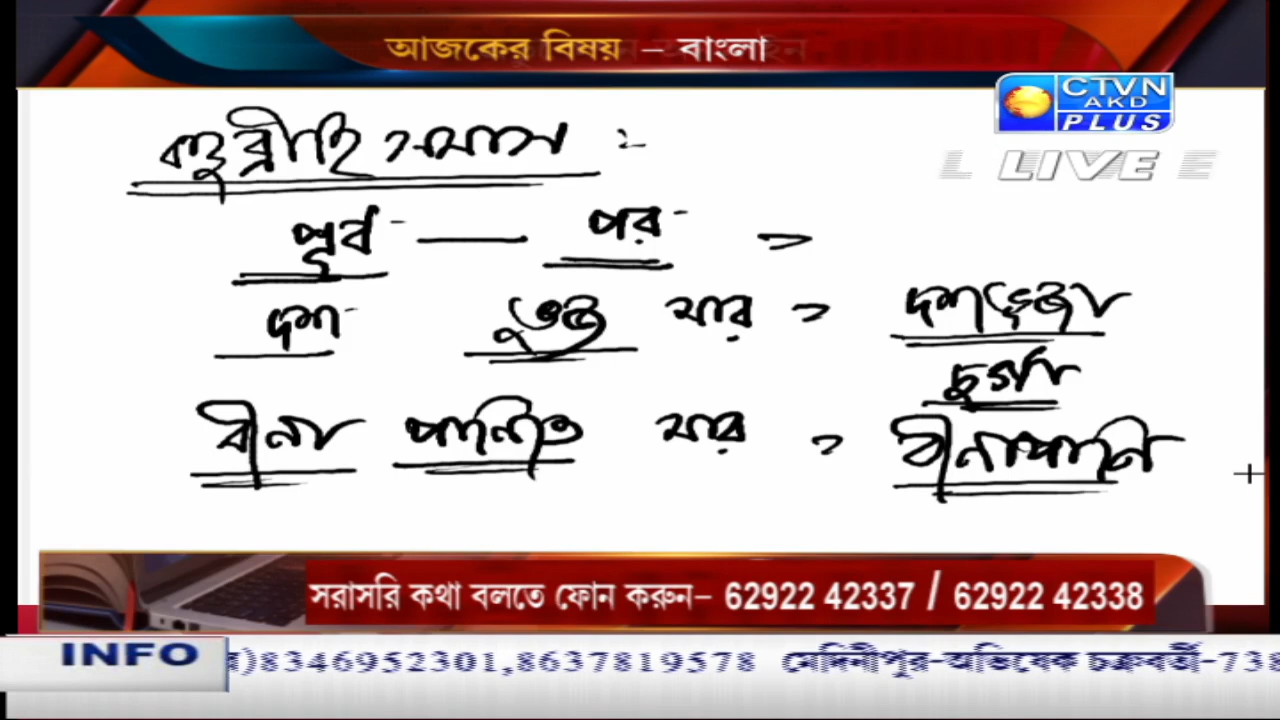 আজকের বিষয় – বাংলা
CTVN
AKD
PLUS
LIVE
বহুব্রীহি সমাস :
পূর্ব — পর =>
দশ ভুজ যার = দশভুজা
দুর্গা
বীনা পানিতে যার = বীনাপানি
সরাসরি কথা বলতে ফোন করুন– 62922 42337 / 62922 42338
INFO র)8346952301,8637819578 মেদিনীপুর-অভিষেক চক্রবর্তী-738